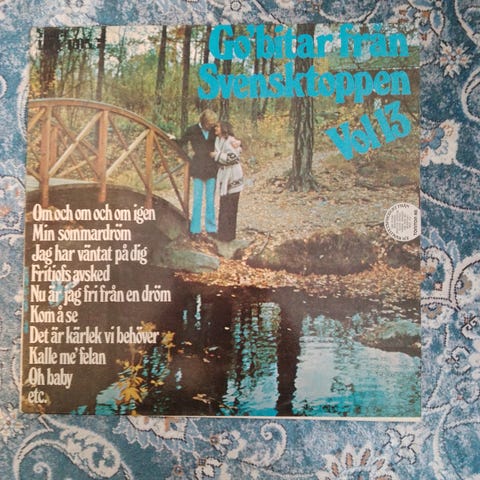 Go'bitar från
Svensktoppen
Vol 13
Om och om och om igen
Min sommardröm
Jag har väntat på dig
Fritiofs avsked
Nu är jag fri från en dröm
Kom å se
Det är kärlek vi behöver
Kalle me' felan
Oh baby
etc.